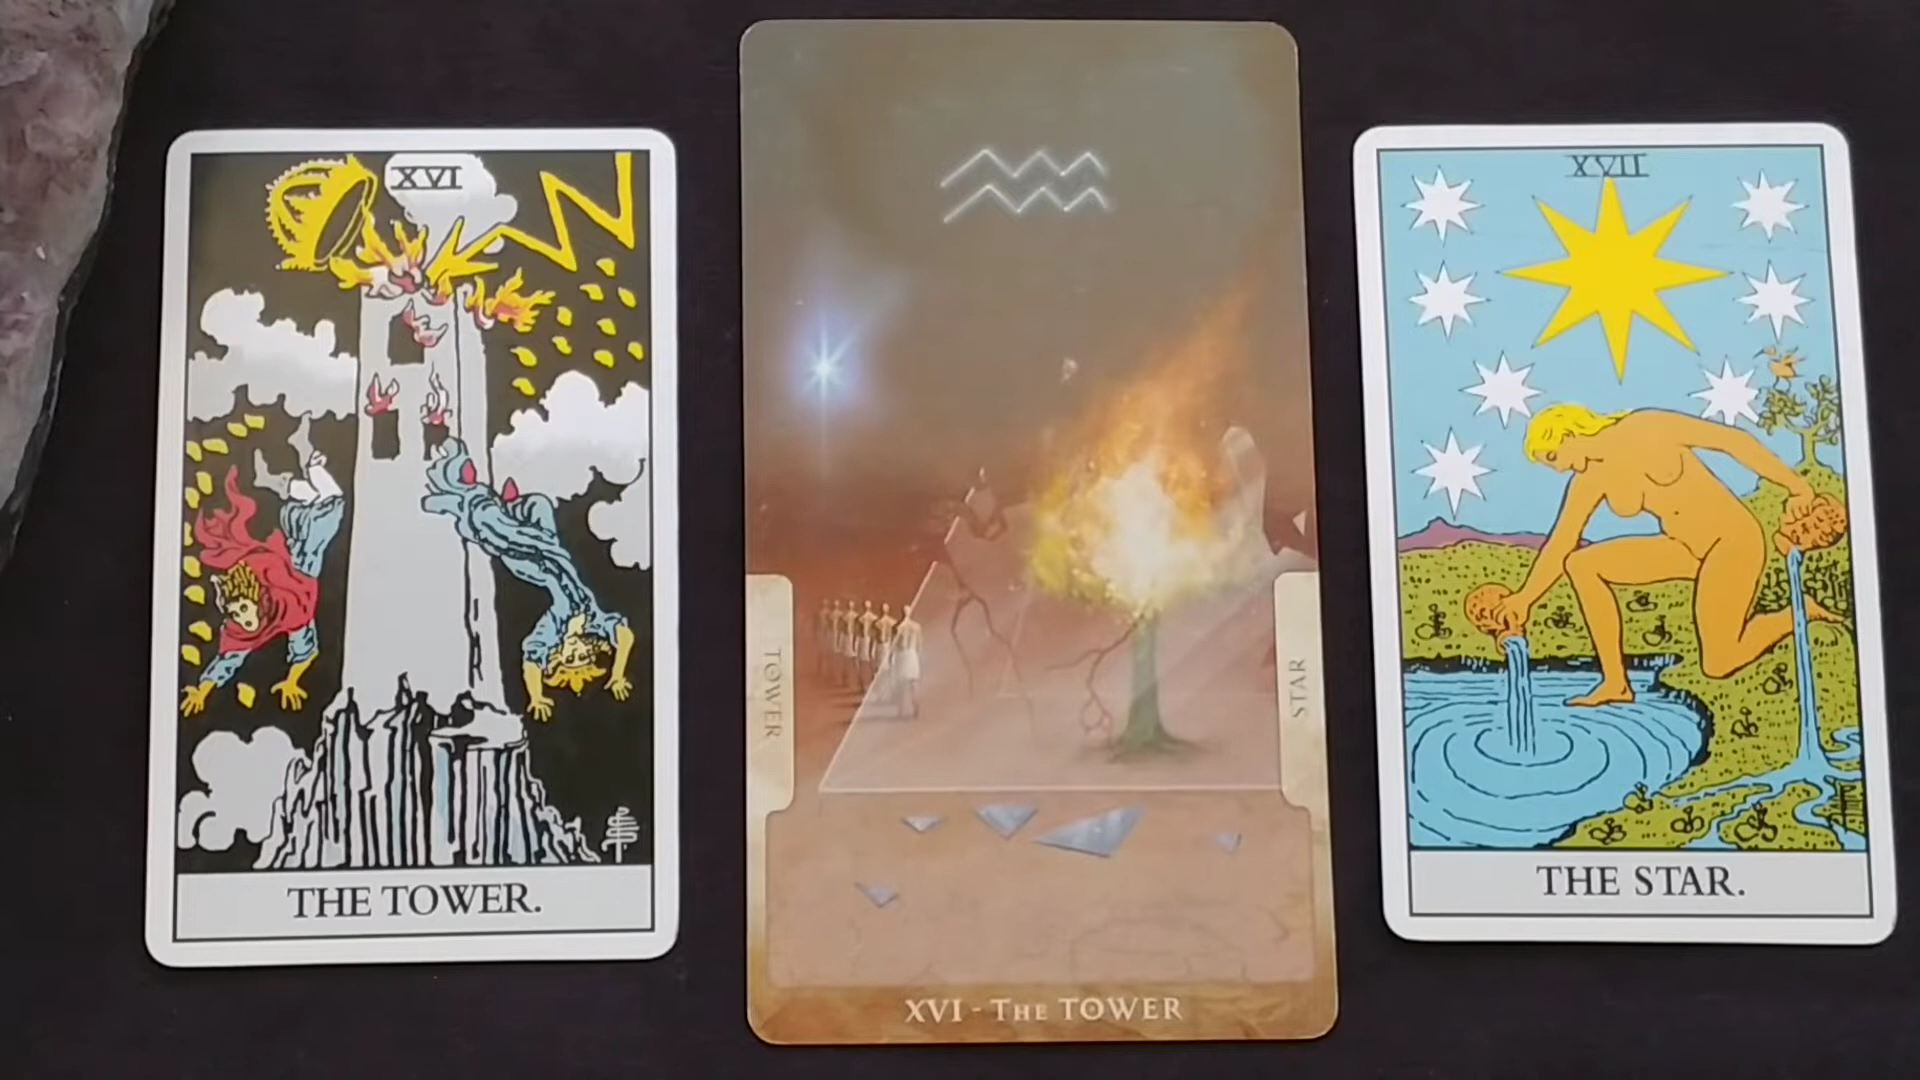 XVI
THE TOWER.
TOWER
STAR
XVI - THE TOWER
XVII
THE STAR.